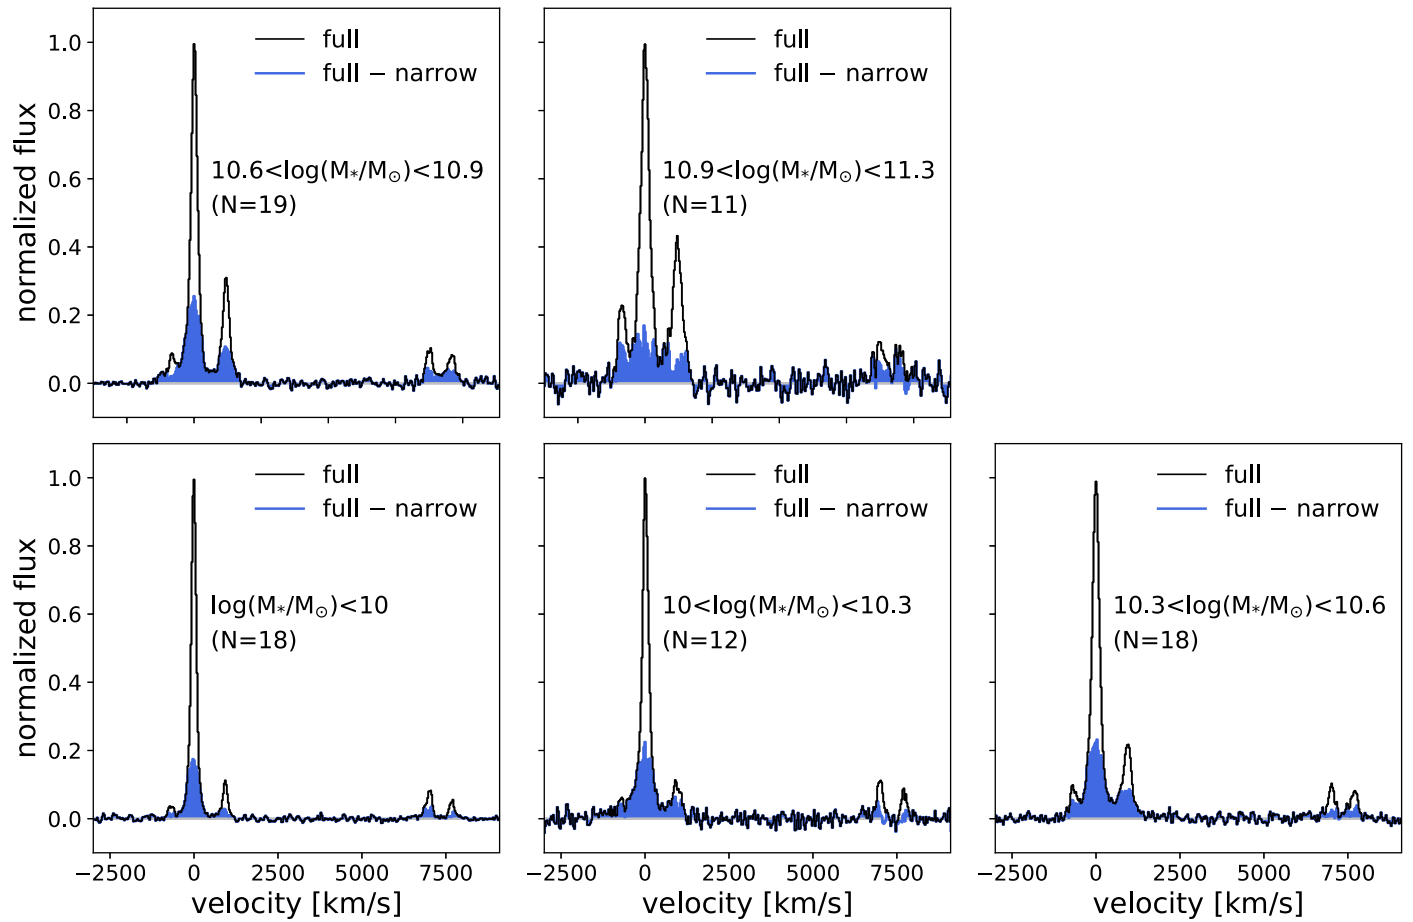 full
full − narrow
10.6<log(M*/M⊙)<10.9
(N=19)
normalized flux
1.0
0.8
0.6
0.4
0.2
0.0
full
full − narrow
10.9<log(M*/M⊙)<11.3
(N=11)
full
full − narrow
log(M*/M⊙)<10
(N=18)
normalized flux
1.0
0.8
0.6
0.4
0.2
0.0
−2500 0 2500 5000 7500
velocity [km/s]
full
full − narrow
10<log(M*/M⊙)<10.3
(N=12)
−2500 0 2500 5000 7500
velocity [km/s]
full
full − narrow
10.3<log(M*/M⊙)<10.6
(N=18)
−2500 0 2500 5000 7500
velocity [km/s]